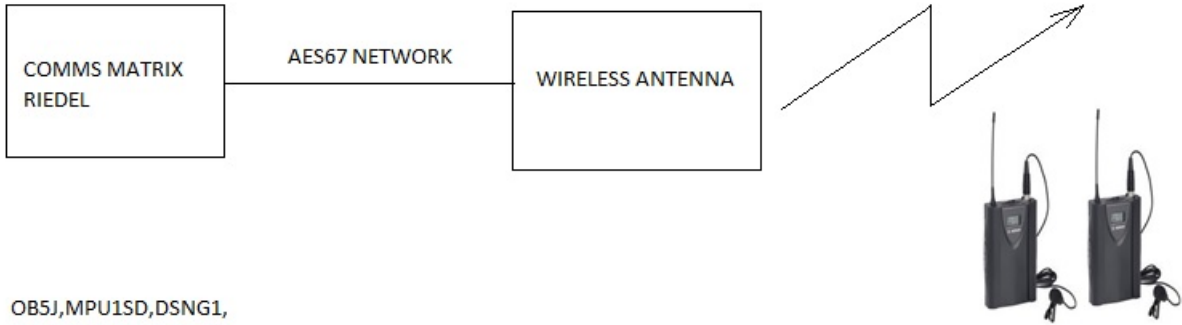 COMMS MATRIX
RIEDEL
AES67 NETWORK
WIRELESS ANTENNA
OB5J,MPU1SD,DSNG1,